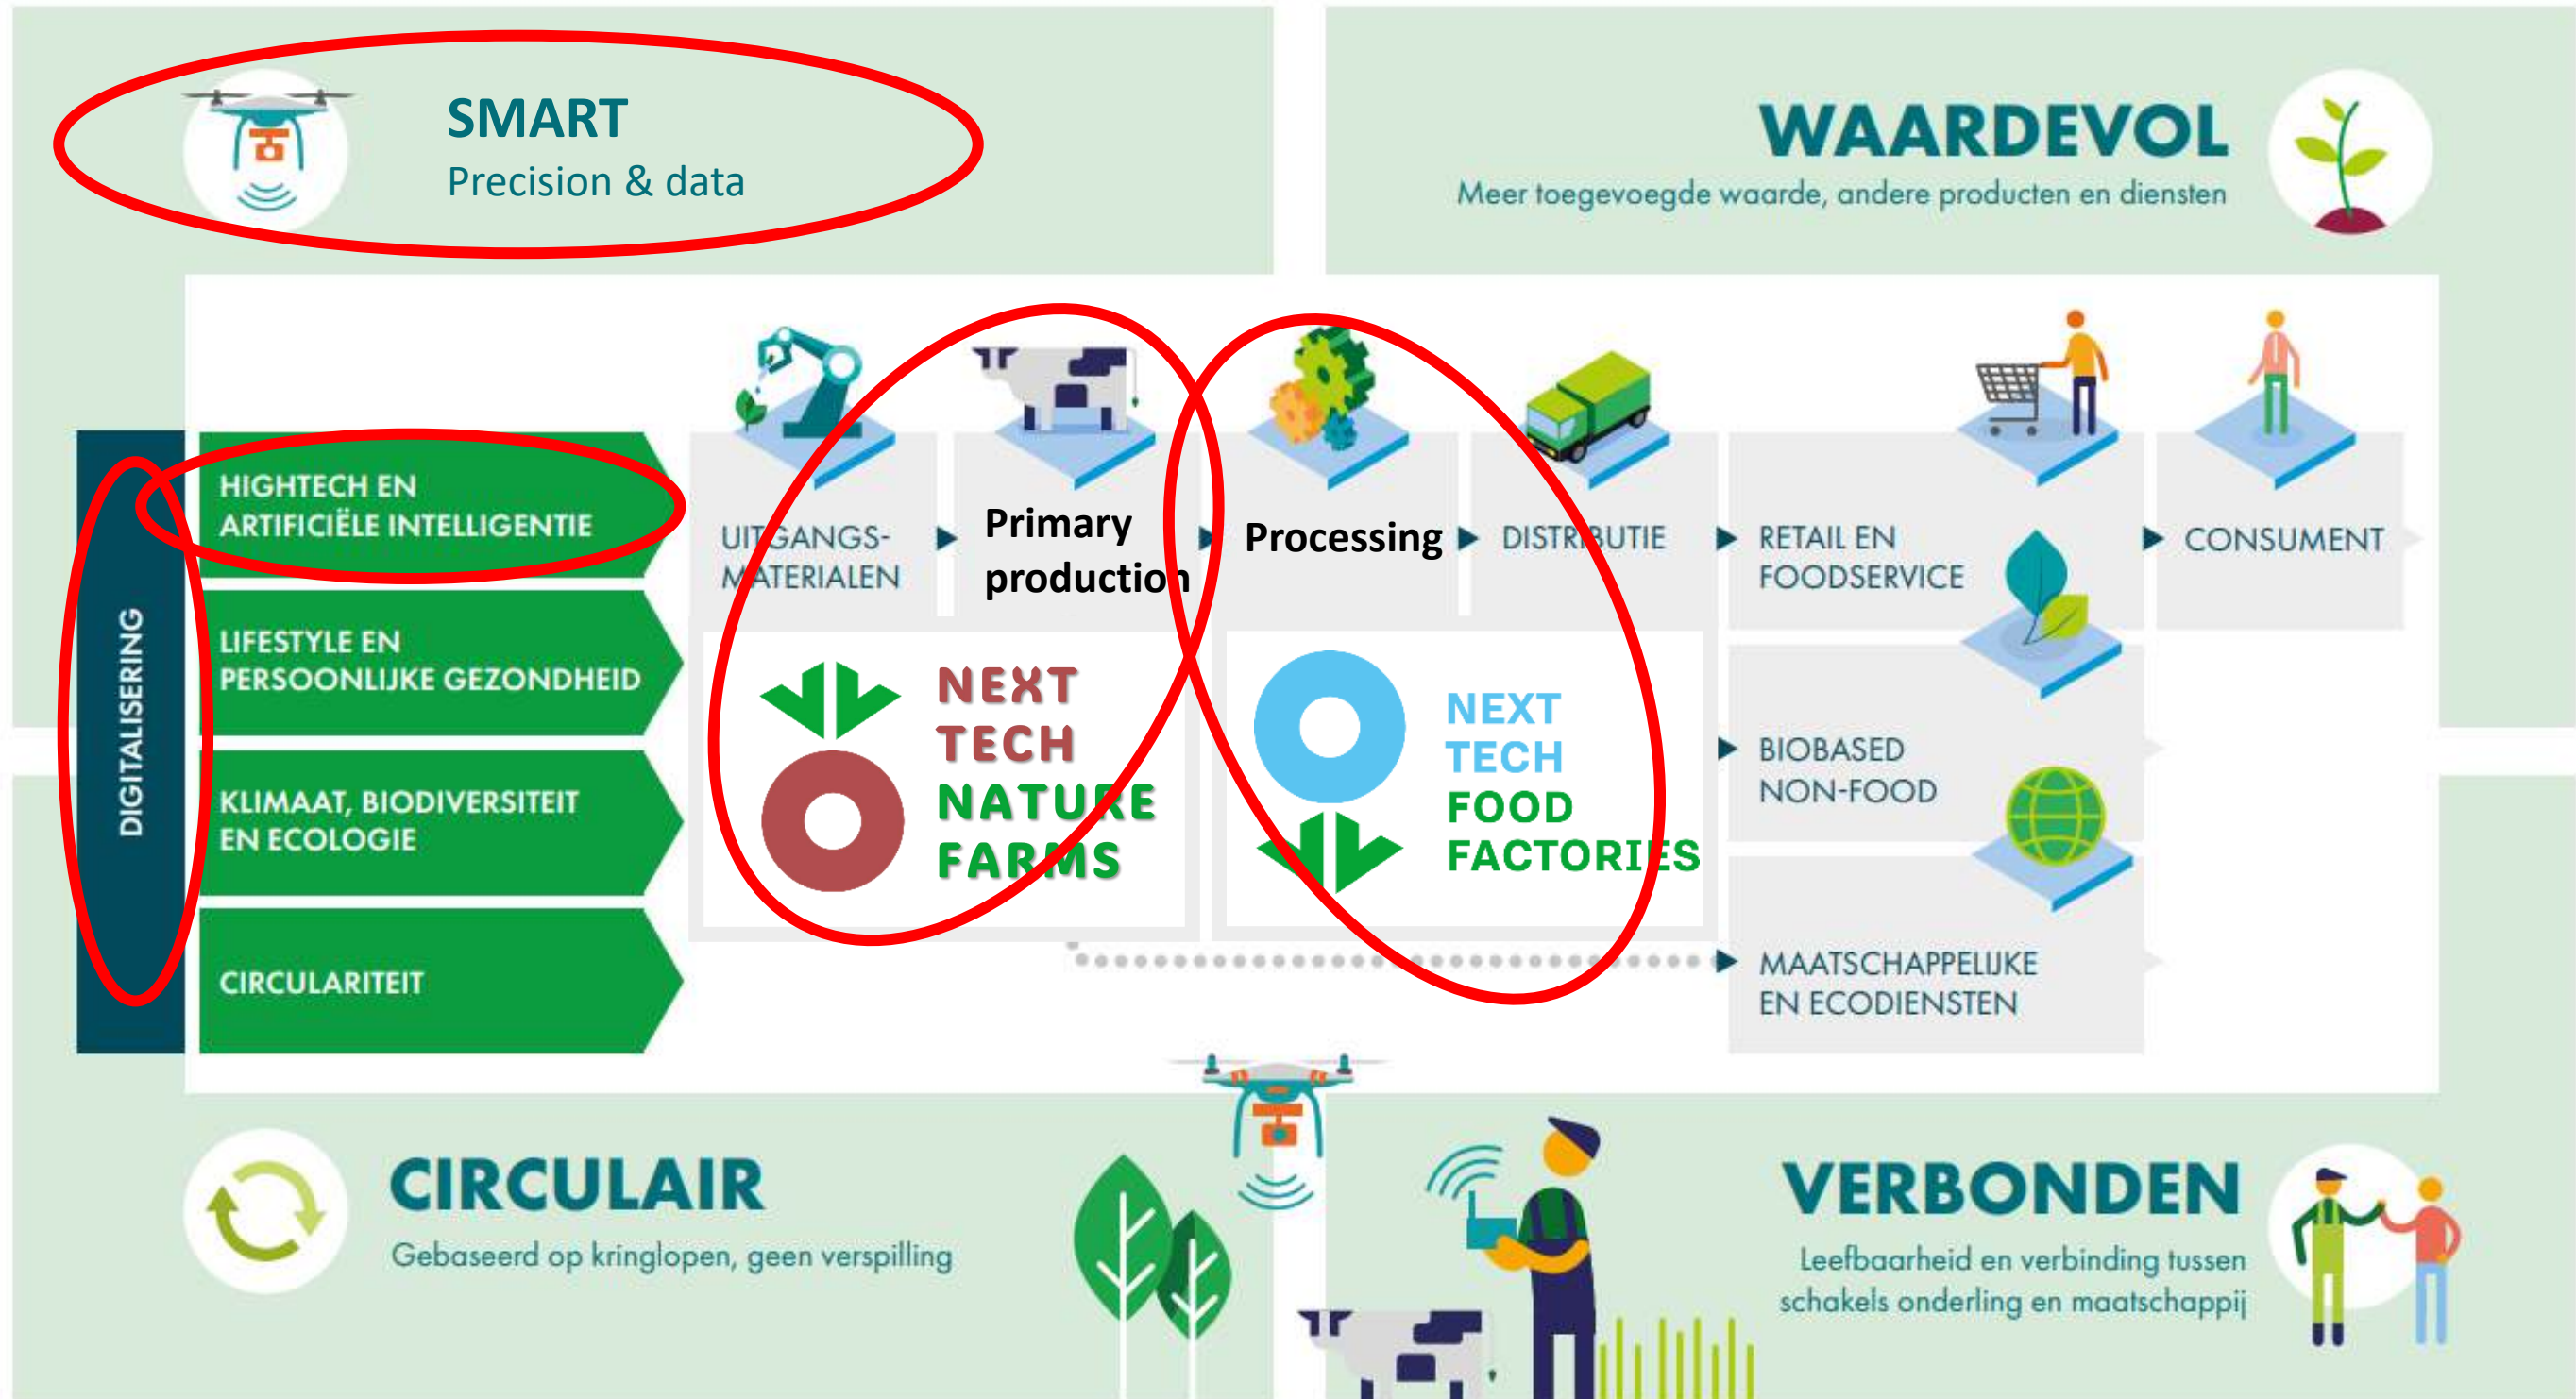 SMART
Precision & data
WAARDEVOL
Meer toegevoegde waarde, andere producten en diensten
DIGITALISERING
HIGHTECH EN
ARTIFICIËLE INTELLIGENTIE
LIFESTYLE EN
PERSOONLIJKE GEZONDHEID
KLIMAAT, BIODIVERSITEIT
EN ECOLOGIE
CIRCULARITEIT
UITGANGS-
MATERIALEN
Primary
production
Processing
DISTRIBUTIE
RETAIL EN
FOODSERVICE
CONSUMENT
NEXT
TECH
NATURE
FARMS
NEXT
TECH
FOOD
FACTORIES
BIOBASED
NON-FOOD
MAATSCHAPPELIJKE
EN ECODIENSTEN
CIRCULAIR
Gebaseerd op kringlopen, geen verspilling
VERBONDEN
Leefbaarheid en verbinding tussen
schakels onderling en maatschappij